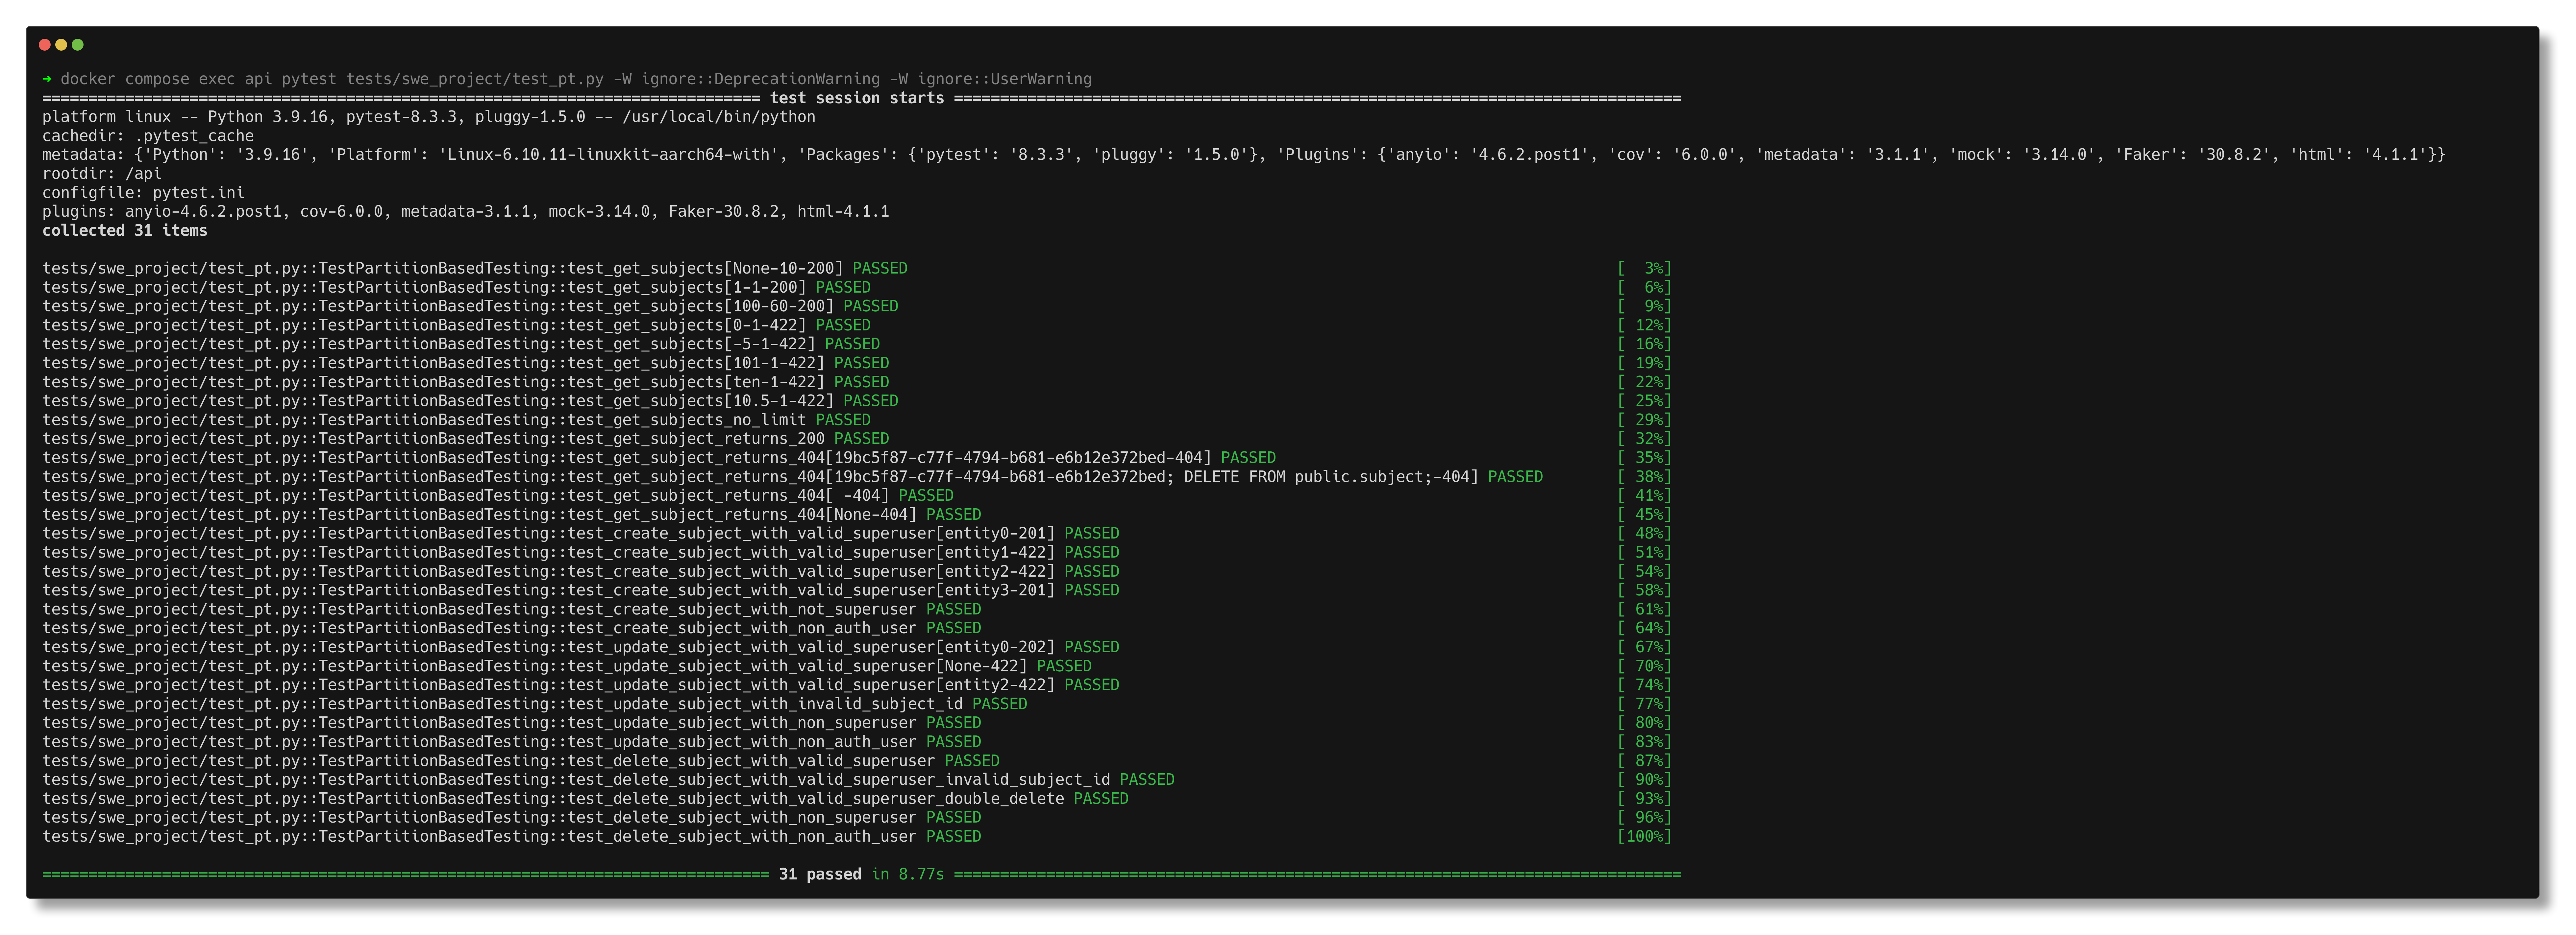 ➜ docker compose exec api pytest tests/swe_project/test_pt.py -W ignore::DeprecationWarning -W ignore::UserWarning
============================================================================== test session starts ===============================================================================
platform linux -- Python 3.9.16, pytest-8.3.3, pluggy-1.5.0 -- /usr/local/bin/python
cachedir: .pytest_cache
metadata: {'Python': '3.9.16', 'Platform': 'Linux-6.10.11-linuxkit-aarch64-with', 'Packages': {'pytest': '8.3.3', 'pluggy': '1.5.0'}, 'Plugins': {'anyio': '4.6.2.post1', 'cov': '6.0.0', 'metadata': '3.1.1', 'mock': '3.14.0', 'Faker': '30.8.2', 'html': '4.1.1'}}
rootdir: /api
configfile: pytest.ini
plugins: anyio-4.6.2.post1, cov-6.0.0, metadata-3.1.1, mock-3.14.0, Faker-30.8.2, html-4.1.1
collected 31 items
tests/swe_project/test_pt.py::TestPartitionBasedTesting::test_get_subjects[None-10-200] PASSED [  3%]
tests/swe_project/test_pt.py::TestPartitionBasedTesting::test_get_subjects[1-1-200] PASSED [  6%]
tests/swe_project/test_pt.py::TestPartitionBasedTesting::test_get_subjects[100-60-200] PASSED [  9%]
tests/swe_project/test_pt.py::TestPartitionBasedTesting::test_get_subjects[0-1-422] PASSED [ 12%]
tests/swe_project/test_pt.py::TestPartitionBasedTesting::test_get_subjects[-5-1-422] PASSED [ 16%]
tests/swe_project/test_pt.py::TestPartitionBasedTesting::test_get_subjects[101-1-422] PASSED [ 19%]
tests/swe_project/test_pt.py::TestPartitionBasedTesting::test_get_subjects[ten-1-422] PASSED [ 22%]
tests/swe_project/test_pt.py::TestPartitionBasedTesting::test_get_subjects[10.5-1-422] PASSED [ 25%]
tests/swe_project/test_pt.py::TestPartitionBasedTesting::test_get_subjects_no_limit PASSED [ 29%]
tests/swe_project/test_pt.py::TestPartitionBasedTesting::test_get_subject_returns_200 PASSED [ 32%]
tests/swe_project/test_pt.py::TestPartitionBasedTesting::test_get_subject_returns_404[19bc5f87-c77f-4794-b681-e6b12e372bed-404] PASSED [ 35%]
tests/swe_project/test_pt.py::TestPartitionBasedTesting::test_get_subject_returns_404[19bc5f87-c77f-4794-b681-e6b12e372bed; DELETE FROM public.subject;-404] PASSED [ 38%]
tests/swe_project/test_pt.py::TestPartitionBasedTesting::test_get_subject_returns_404[ -404] PASSED [ 41%]
tests/swe_project/test_pt.py::TestPartitionBasedTesting::test_get_subject_returns_404[None-404] PASSED [ 45%]
tests/swe_project/test_pt.py::TestPartitionBasedTesting::test_create_subject_with_valid_superuser[entity0-201] PASSED [ 48%]
tests/swe_project/test_pt.py::TestPartitionBasedTesting::test_create_subject_with_valid_superuser[entity1-422] PASSED [ 51%]
tests/swe_project/test_pt.py::TestPartitionBasedTesting::test_create_subject_with_valid_superuser[entity2-422] PASSED [ 54%]
tests/swe_project/test_pt.py::TestPartitionBasedTesting::test_create_subject_with_valid_superuser[entity3-201] PASSED [ 58%]
tests/swe_project/test_pt.py::TestPartitionBasedTesting::test_create_subject_with_not_superuser PASSED [ 61%]
tests/swe_project/test_pt.py::TestPartitionBasedTesting::test_create_subject_with_non_auth_user PASSED [ 64%]
tests/swe_project/test_pt.py::TestPartitionBasedTesting::test_update_subject_with_valid_superuser[entity0-202] PASSED [ 67%]
tests/swe_project/test_pt.py::TestPartitionBasedTesting::test_update_subject_with_valid_superuser[None-422] PASSED [ 70%]
tests/swe_project/test_pt.py::TestPartitionBasedTesting::test_update_subject_with_valid_superuser[entity2-422] PASSED [ 74%]
tests/swe_project/test_pt.py::TestPartitionBasedTesting::test_update_subject_with_invalid_subject_id PASSED [ 77%]
tests/swe_project/test_pt.py::TestPartitionBasedTesting::test_update_subject_with_non_superuser PASSED [ 80%]
tests/swe_project/test_pt.py::TestPartitionBasedTesting::test_update_subject_with_non_auth_user PASSED [ 83%]
tests/swe_project/test_pt.py::TestPartitionBasedTesting::test_delete_subject_with_valid_superuser PASSED [ 87%]
tests/swe_project/test_pt.py::TestPartitionBasedTesting::test_delete_subject_with_valid_superuser_invalid_subject_id PASSED [ 90%]
tests/swe_project/test_pt.py::TestPartitionBasedTesting::test_delete_subject_with_valid_superuser_double_delete PASSED [ 93%]
tests/swe_project/test_pt.py::TestPartitionBasedTesting::test_delete_subject_with_non_superuser PASSED [ 96%]
tests/swe_project/test_pt.py::TestPartitionBasedTesting::test_delete_subject_with_non_auth_user PASSED [100%]
=============================================================================== 31 passed in 8.77s ===============================================================================